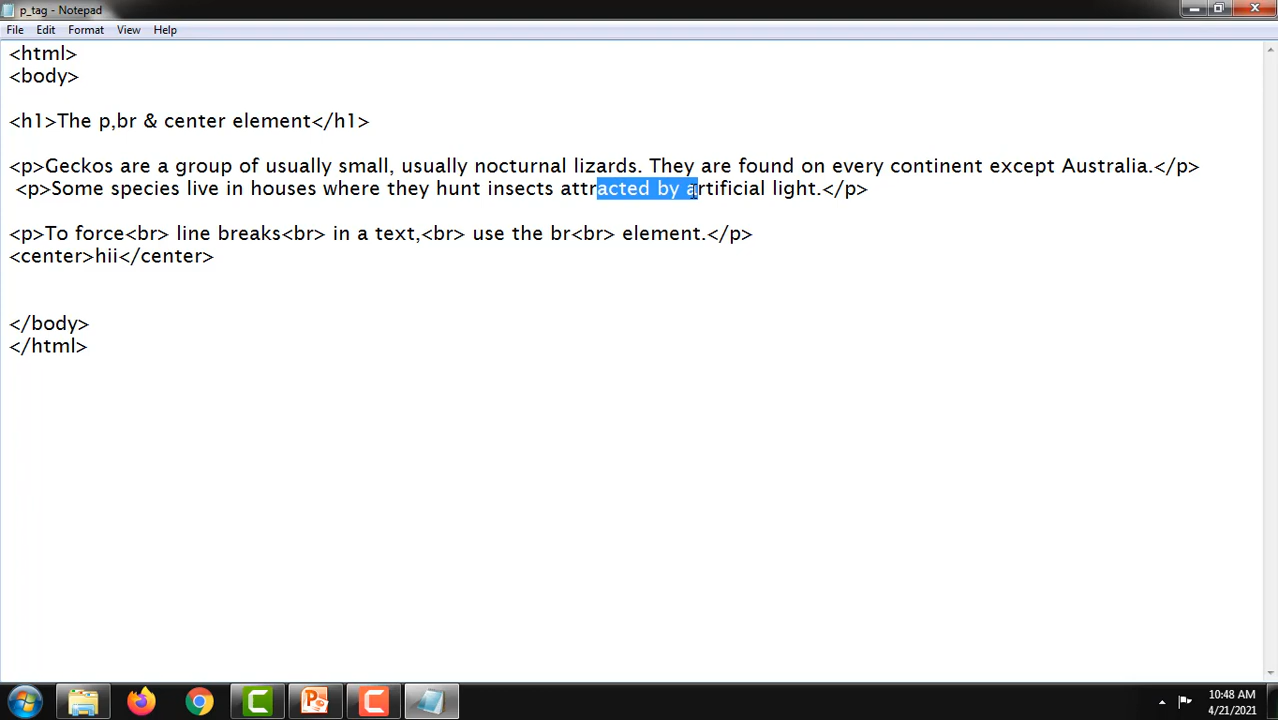 p_tag - Notepad
File Edit Format View Help
<html>
<body>
<h1>The p,br & center element</h1>
<p>Geckos are a group of usually small, usually nocturnal lizards. They are found on every continent except Australia.</p>
<p>Some species live in houses where they hunt insects attracted by artificial light.</p>
<p>To force<br> line breaks<br> in a text,<br> use the br<br> element.</p>
<center>hii</center>
</body>
</html>
10:48 AM
4/21/2021